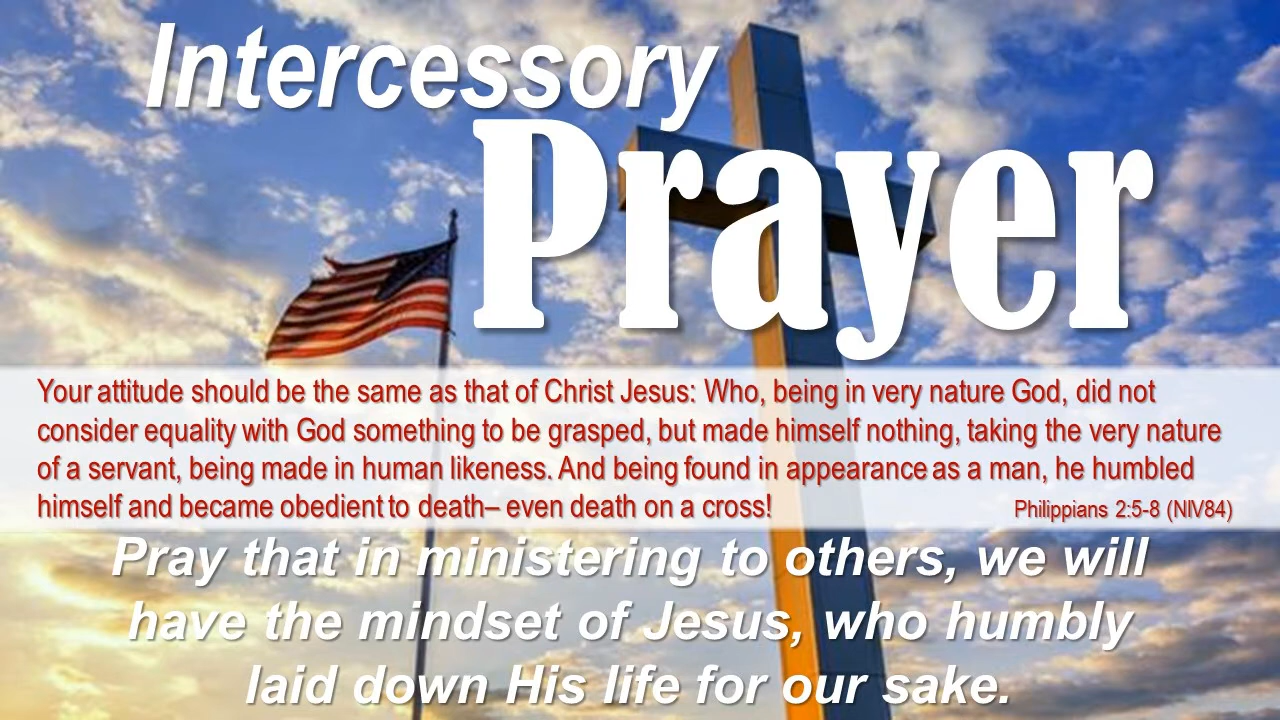 Intercessory
Prayer
Your attitude should be the same as that of Christ Jesus: Who, being in very nature God, did not
consider equality with God something to be grasped, but made himself nothing, taking the very nature
of a servant, being made in human likeness. And being found in appearance as a man, he humbled
himself and became obedient to death– even death on a cross! Philippians 2:5-8 (NIV84)
Pray that in ministering to others, we will
have the mindset of Jesus, who humbly
laid down His life for our sake.